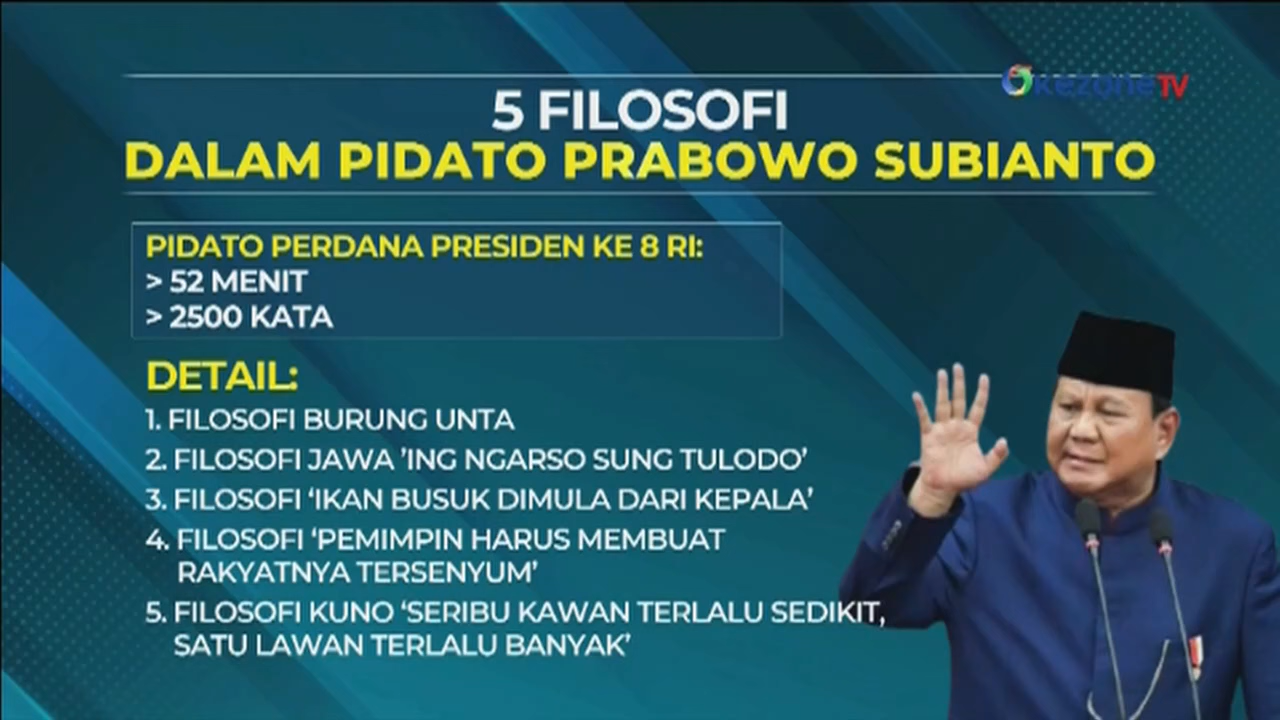 OkezoneTV
5 FILOSOFI
DALAM PIDATO PRABOWO SUBIANTO
PIDATO PERDANA PRESIDEN KE 8 RI:
> 52 MENIT
> 2500 KATA
DETAIL:
1. FILOSOFI BURUNG UNTA
2. FILOSOFI JAWA ’ING NGARSO SUNG TULODO’
3. FILOSOFI ‘IKAN BUSUK DIMULA DARI KEPALA’
4. FILOSOFI ‘PEMIMPIN HARUS MEMBUAT
RAKYATNYA TERSENYUM’
5. FILOSOFI KUNO ‘SERIBU KAWAN TERLALU SEDIKIT,
SATU LAWAN TERLALU BANYAK’